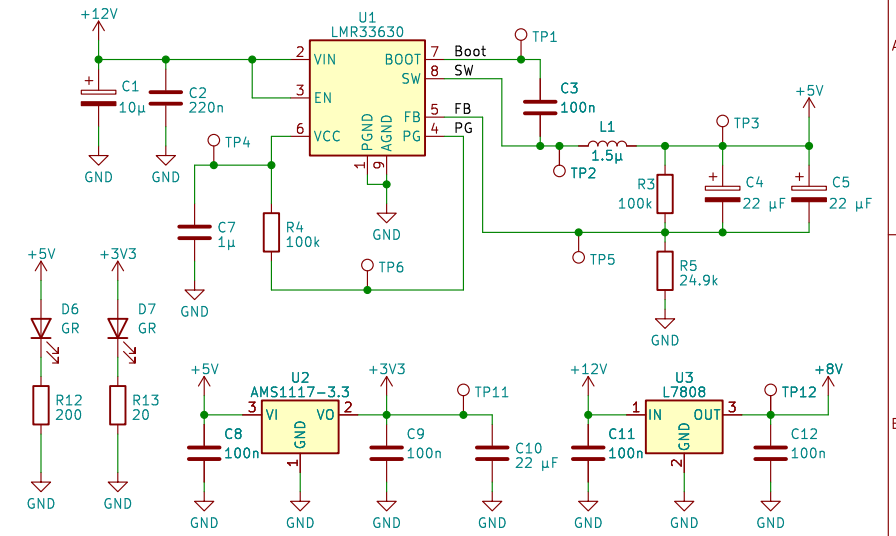 +12V
U1
LMR33630
2
VIN
BOOT
7
Boot
TP1
SW
8
SW
C1
10µ
C2
220n
3
EN
C3
100n
FB
5
FB
+5V
6
VCC
PGND
AGND
PG
4
PG
TP4
L1
1.5µ
TP3
1
9
TP2
GND
GND
R3
100k
C4
22 µF
C5
22 µF
C7
1µ
R4
100k
GND
+5V
+3V3
TP6
TP5
R5
24.9k
GND
D6
GR
D7
GR
GND
+5V
U2
AMS1117-3.3
+3V3
TP11
+12V
U3
L7808
+8V
TP12
R12
200
R13
20
3
VI
VO
2
GND
1
1
IN
OUT
3
GND
2
C8
100n
C9
100n
C10
22 µF
C11
100n
C12
100n
GND
GND
GND
GND
GND
GND
GND
GND
GND